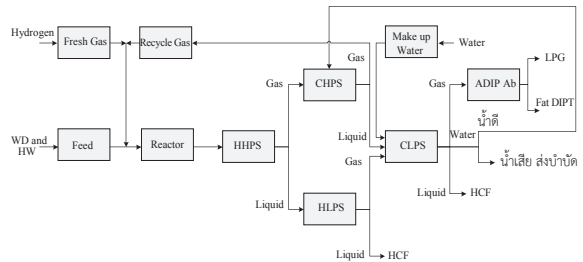 Hydrogen
Fresh Gas
Recycle Gas
Gas
Make up
Water
Water
LPG
Gas
CHPS
Gas
ADIP Ab
Fat DIPT
น้ำดี
WD and
HW
Feed
Reactor
HHPS
Liquid
Gas
CLPS
Water
น้ำเสีย ส่งบำบัด
Liquid
HLPS
Liquid
HCF
Liquid
HCF